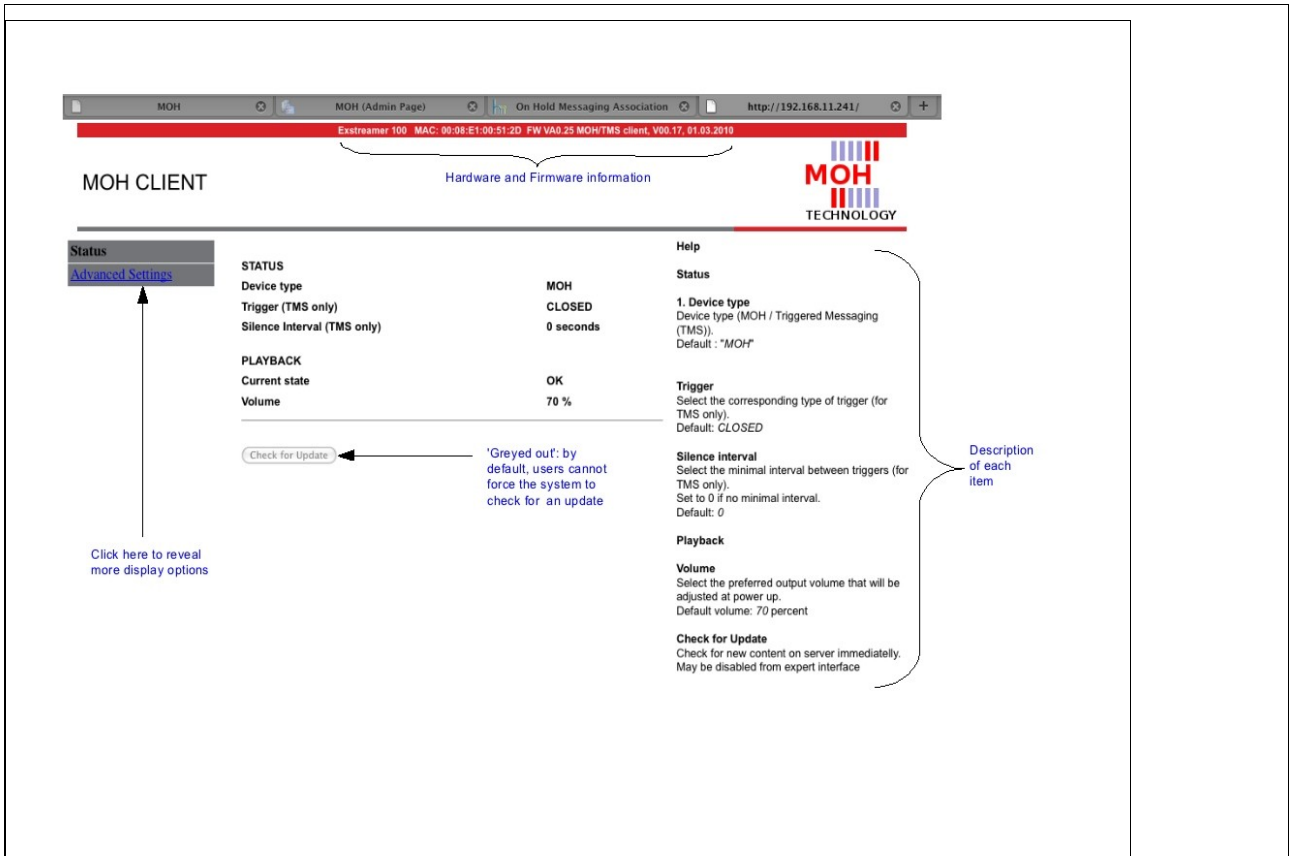 MOH
MOH (Admin Page)
On Hold Messaging Association
http://192.168.11.241/
Exstreamer 100 MAC: 00:08:E1:00:51:2D FW VA0.25 MOH/TMS client, V00.17, 01.03.2010
Hardware and Firmware information
MOH CLIENT
MOH
TECHNOLOGY
Status
Advanced Settings
Click here to reveal
more display options
STATUS
Device type MOH
Trigger (TMS only) CLOSED
Silence Interval (TMS only) 0 seconds
PLAYBACK
Current state OK
Volume 70 %
Check for Update
'Greyed out': by
default, users cannot
force the system to
check for an update
Help
Status
1. Device type
Device type (MOH / Triggered Messaging
(TMS)).
Default : "MOH"
Trigger
Select the corresponding type of trigger (for
TMS only).
Default: CLOSED
Silence interval
Select the minimal interval between triggers (for
TMS only).
Set to 0 if no minimal interval.
Default: 0
Playback
Volume
Select the preferred output volume that will be
adjusted at power up.
Default volume: 70 percent
Check for Update
Check for new content on server immediatelly.
May be disabled from expert interface
Description
of each
item